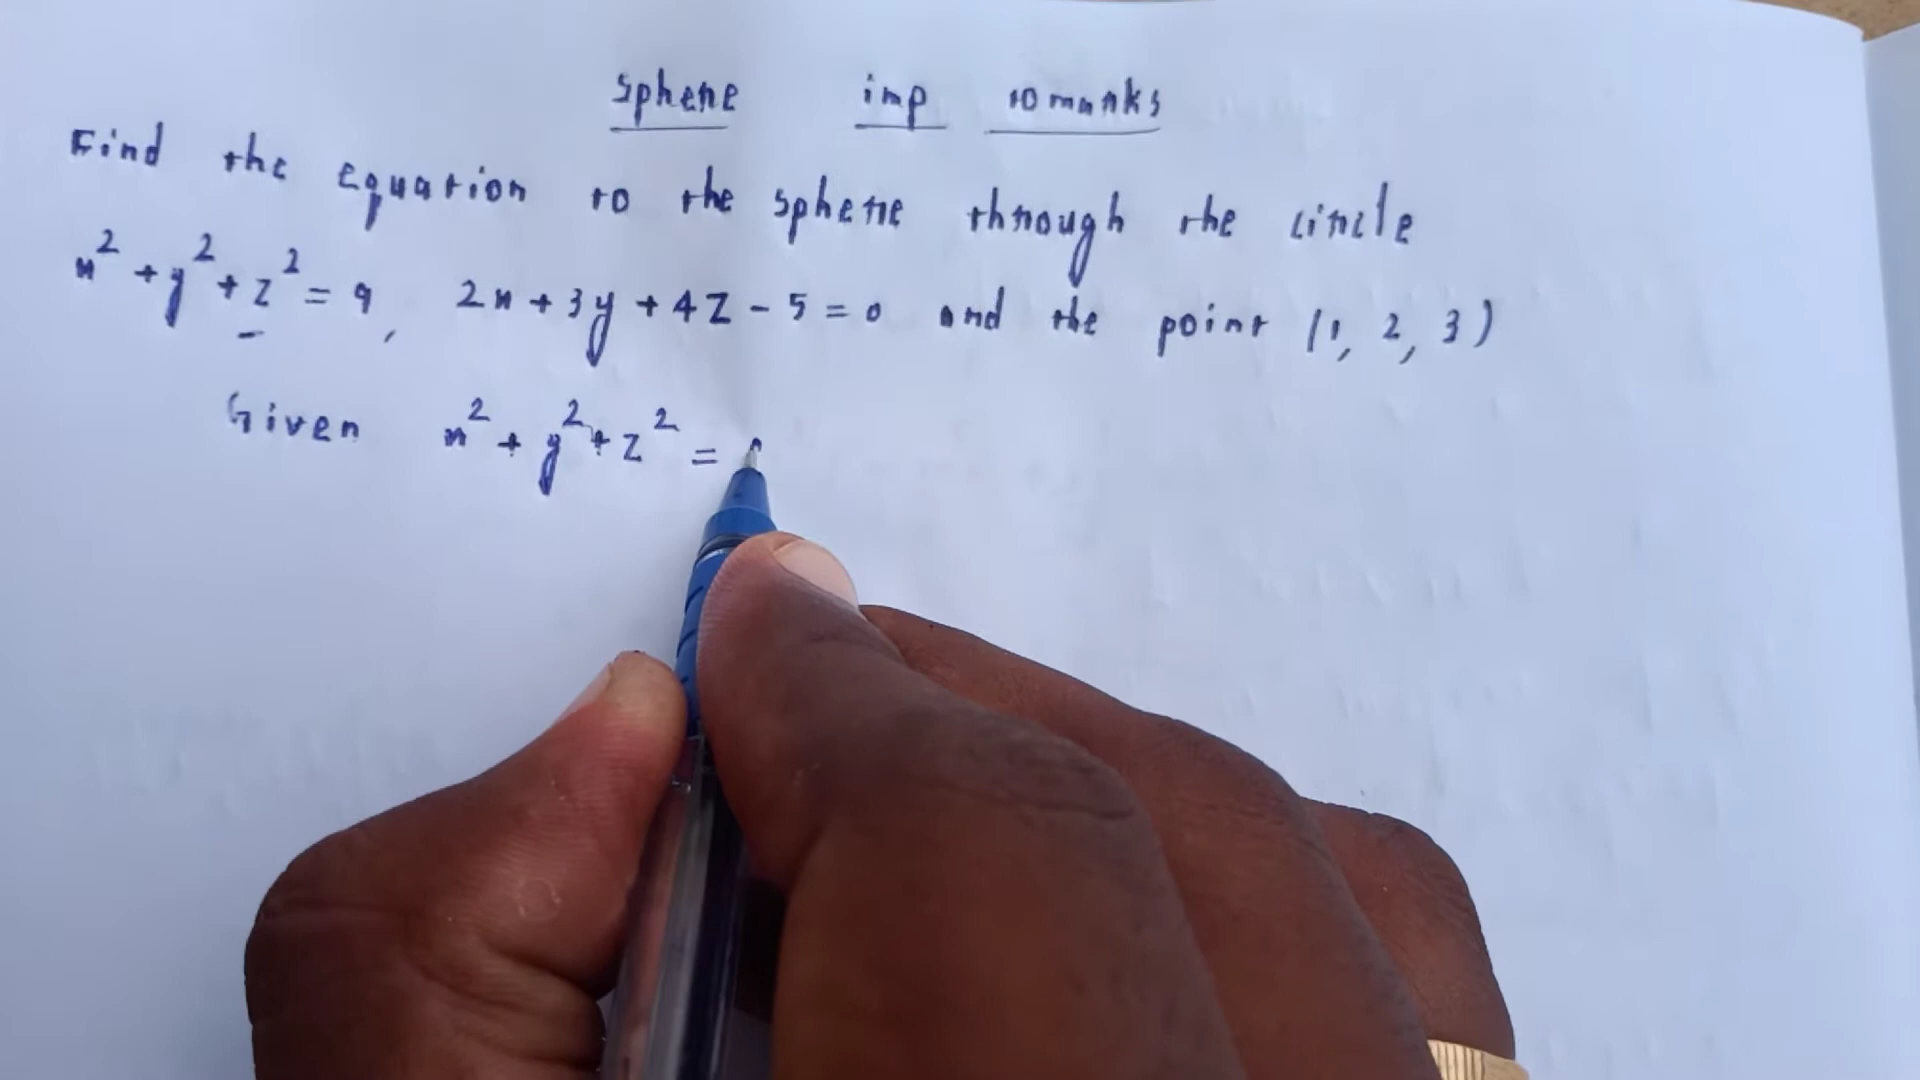 sphere imp 10 marks
Find the equation to the sphere through the circle
x² + y² + z² = 9, 2x + 3y + 4z - 5 = 0 and the point (1, 2, 3)
Given x² + y² + z² =